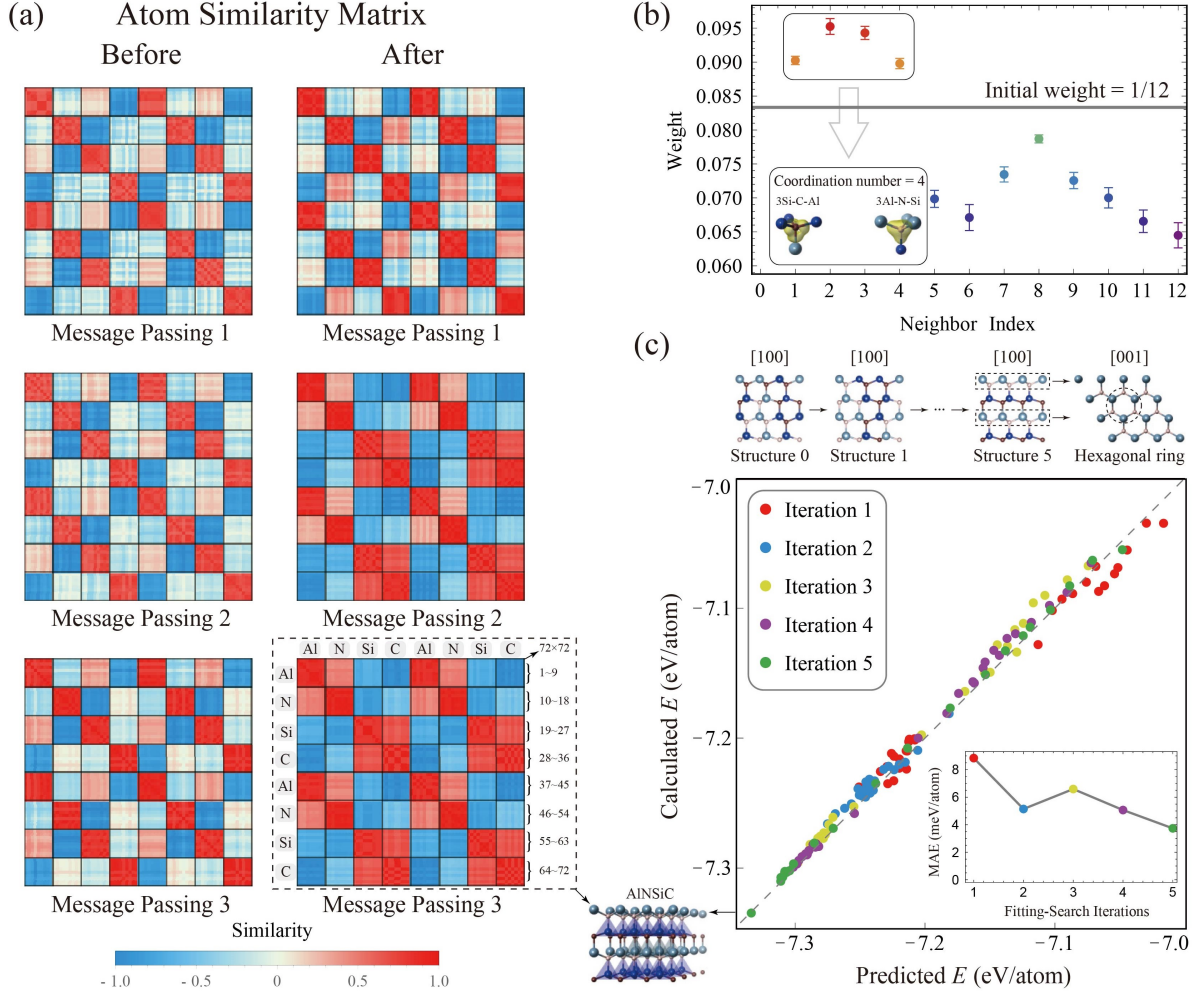 (a)
Atom Similarity Matrix
Before
After
Message Passing 1
Message Passing 1
Message Passing 2
Message Passing 2
Al N Si C Al N Si C
72×72
Al
1~9
N
10~18
Si
19~27
C
28~36
Al
37~45
N
46~54
Si
55~63
C
64~72
Message Passing 3
Message Passing 3
Similarity
- 1.0 - 0.5 0 0.5 1.0
AlNSiC
(b)
Weight
0.095
0.090
0.085
0.080
0.075
0.070
0.065
0.060
Initial weight = 1/12
Coordination number = 4
3Si-C-Al
3Al-N-Si
0 1 2 3 4 5 6 7 8 9 10 11 12
Neighbor Index
(c)
[100] [100] [100] [001]
...
Structure 0 Structure 1 Structure 5 Hexagonal ring
Calculated E (eV/atom)
−7.0
−7.1
−7.2
−7.3
Iteration 1
Iteration 2
Iteration 3
Iteration 4
Iteration 5
MAE (meV/atom)
8
6
4
2
0
1 2 3 4 5
Fitting-Search Iterations
−7.3 −7.2 −7.1 −7.0
Predicted E (eV/atom)